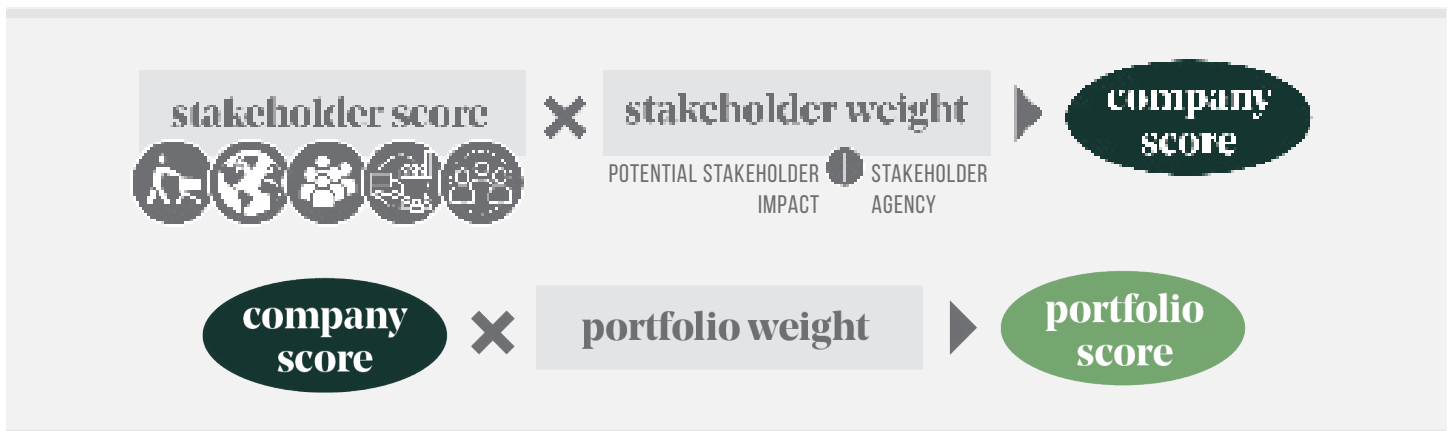 stakeholder score
stakeholder weight
company
score
POTENTIAL STAKEHOLDER
IMPACT
STAKEHOLDER
AGENCY
company
score
portfolio weight
portfolio
score